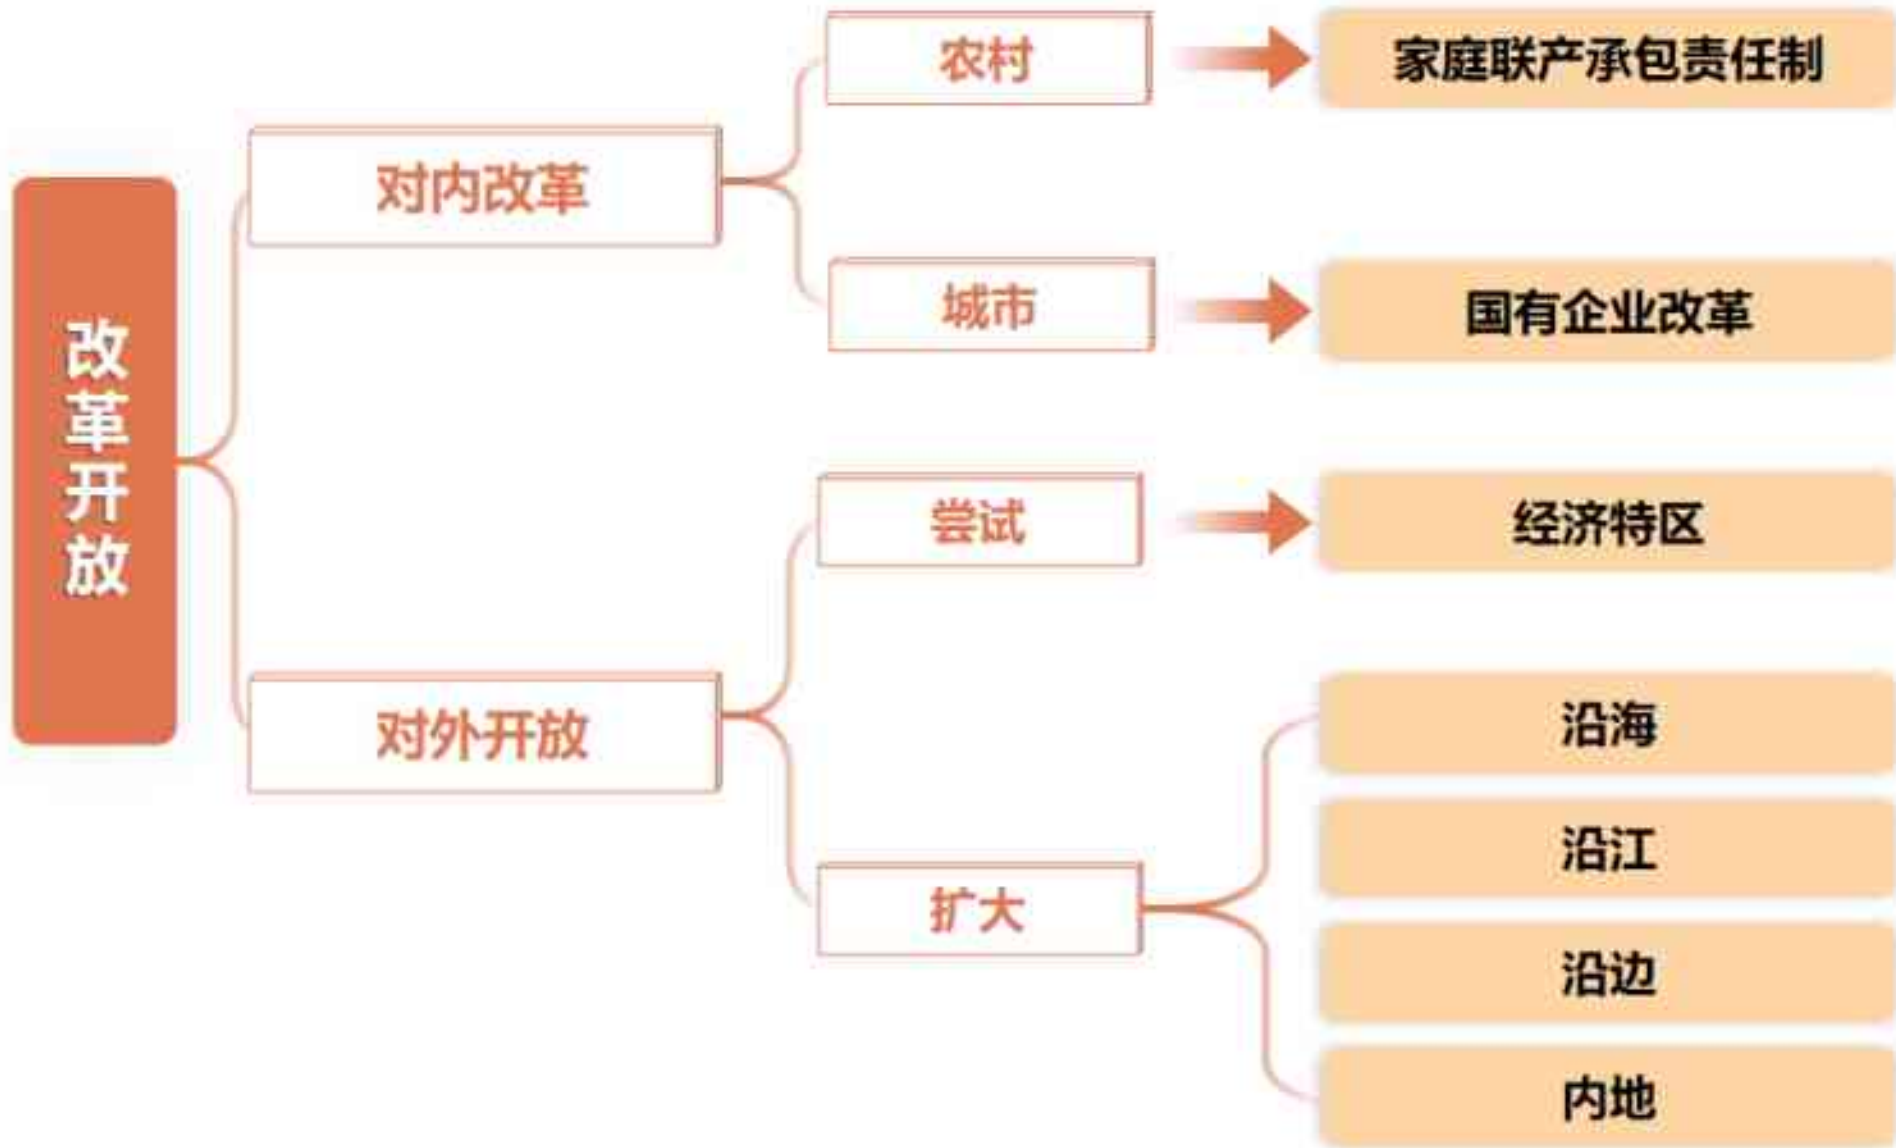 改革开放
对内改革
农村
家庭联产承包责任制
城市
国有企业改革
对外开放
尝试
经济特区
扩大
沿海
沿江
沿边
内地